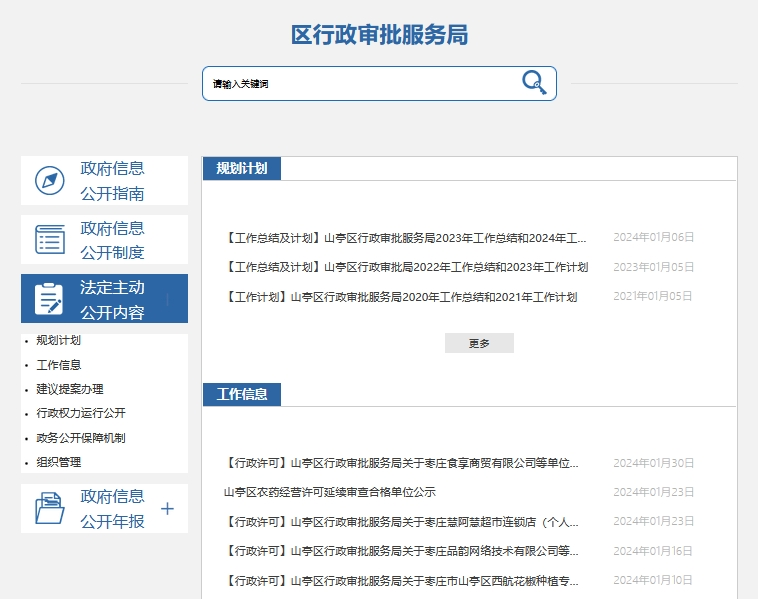 区行政审批服务局
请输入关键词
政府信息
公开指南
政府信息
公开制度
法定主动
公开内容
规划计划
工作信息
建议提案办理
行政权力运行公开
政务公开保障机制
组织管理
政府信息
公开年报
规划计划
【工作总结及计划】山亭区行政审批服务局2023年工作总结和2024年工... 2024年01月06日
【工作总结及计划】山亭区行政审批局2022年工作总结和2023年工作计划 2023年01月05日
【工作计划】山亭区行政审批服务局2020年工作总结和2021年工作计划 2021年01月05日
更多
工作信息
【行政许可】山亭区行政审批服务局关于枣庄食享商贸有限公司等单位... 2024年01月30日
山亭区农药经营许可延续审查合格单位公示 2024年01月23日
【行政许可】山亭区行政审批服务局关于枣庄慧阿慧超市连锁店（个人... 2024年01月23日
【行政许可】山亭区行政审批服务局关于枣庄品韵网络技术有限公司等... 2024年01月16日
【行政许可】山亭区行政审批服务局关于枣庄市山亭区西航花椒种植专... 2024年01月10日